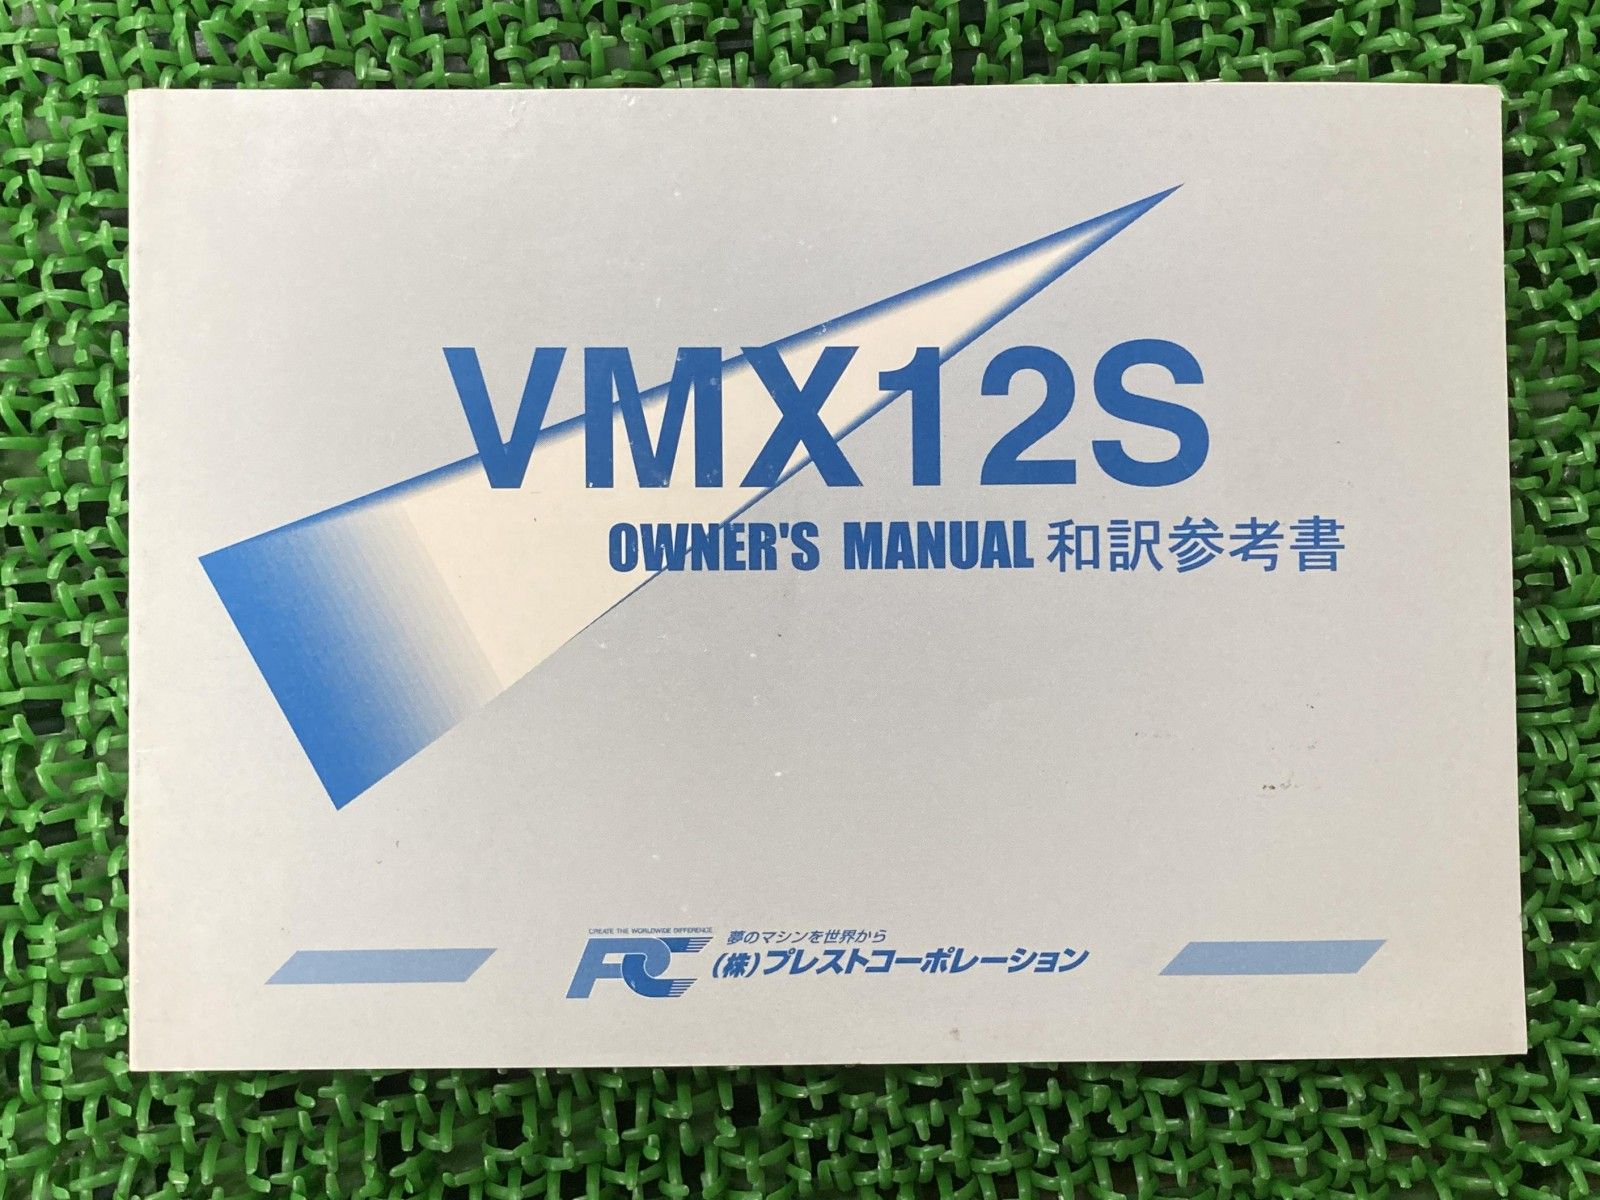 VMX12S
OWNER'S MANUAL 和訳参考書
CREATE THE WORLDWIDE DIFFERENCE
夢のマシンを世界から
PC (株)プレストコーポレーション